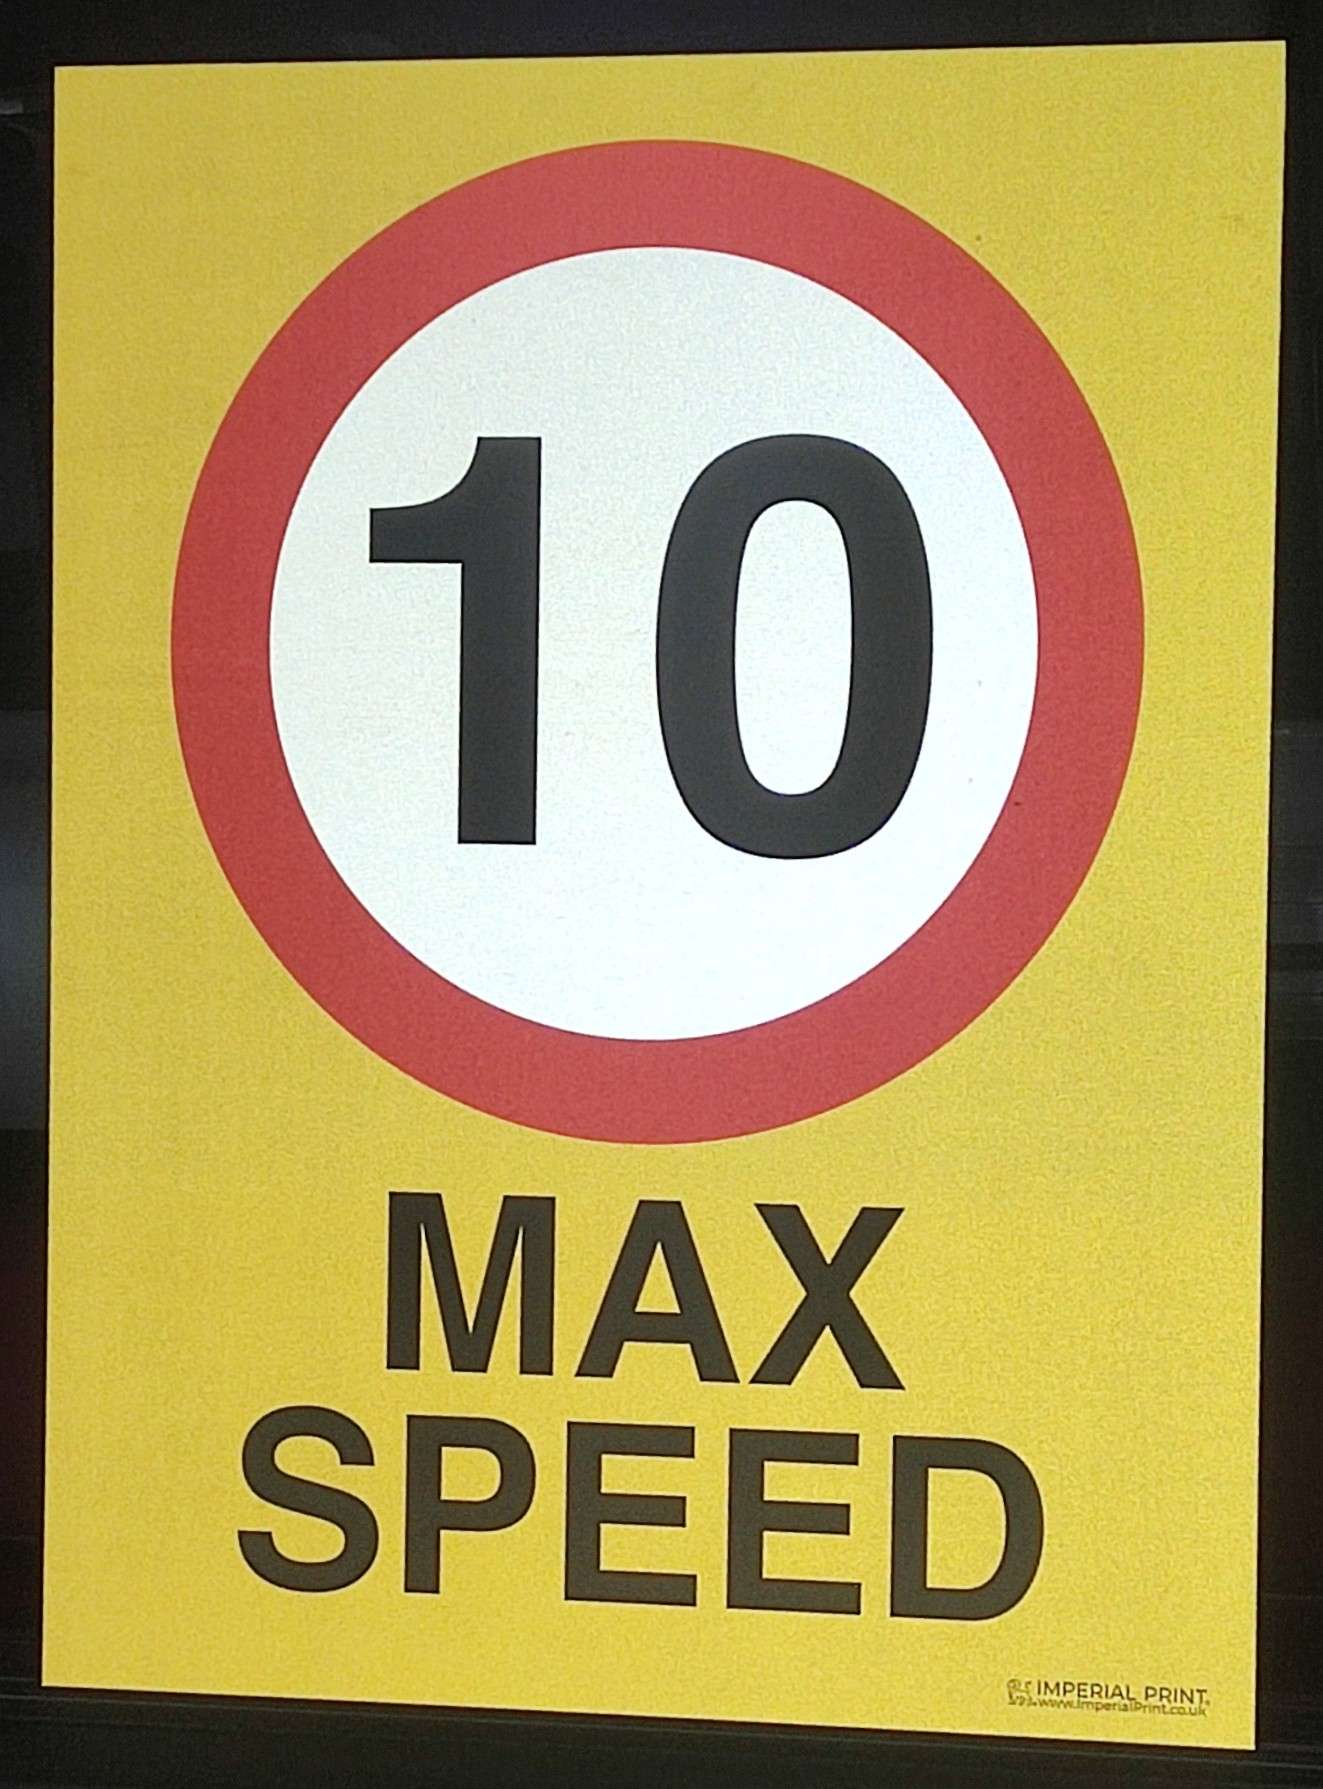 10
MAX
SPEED
IMPERIAL PRINT
www.ImperialPrint.co.uk